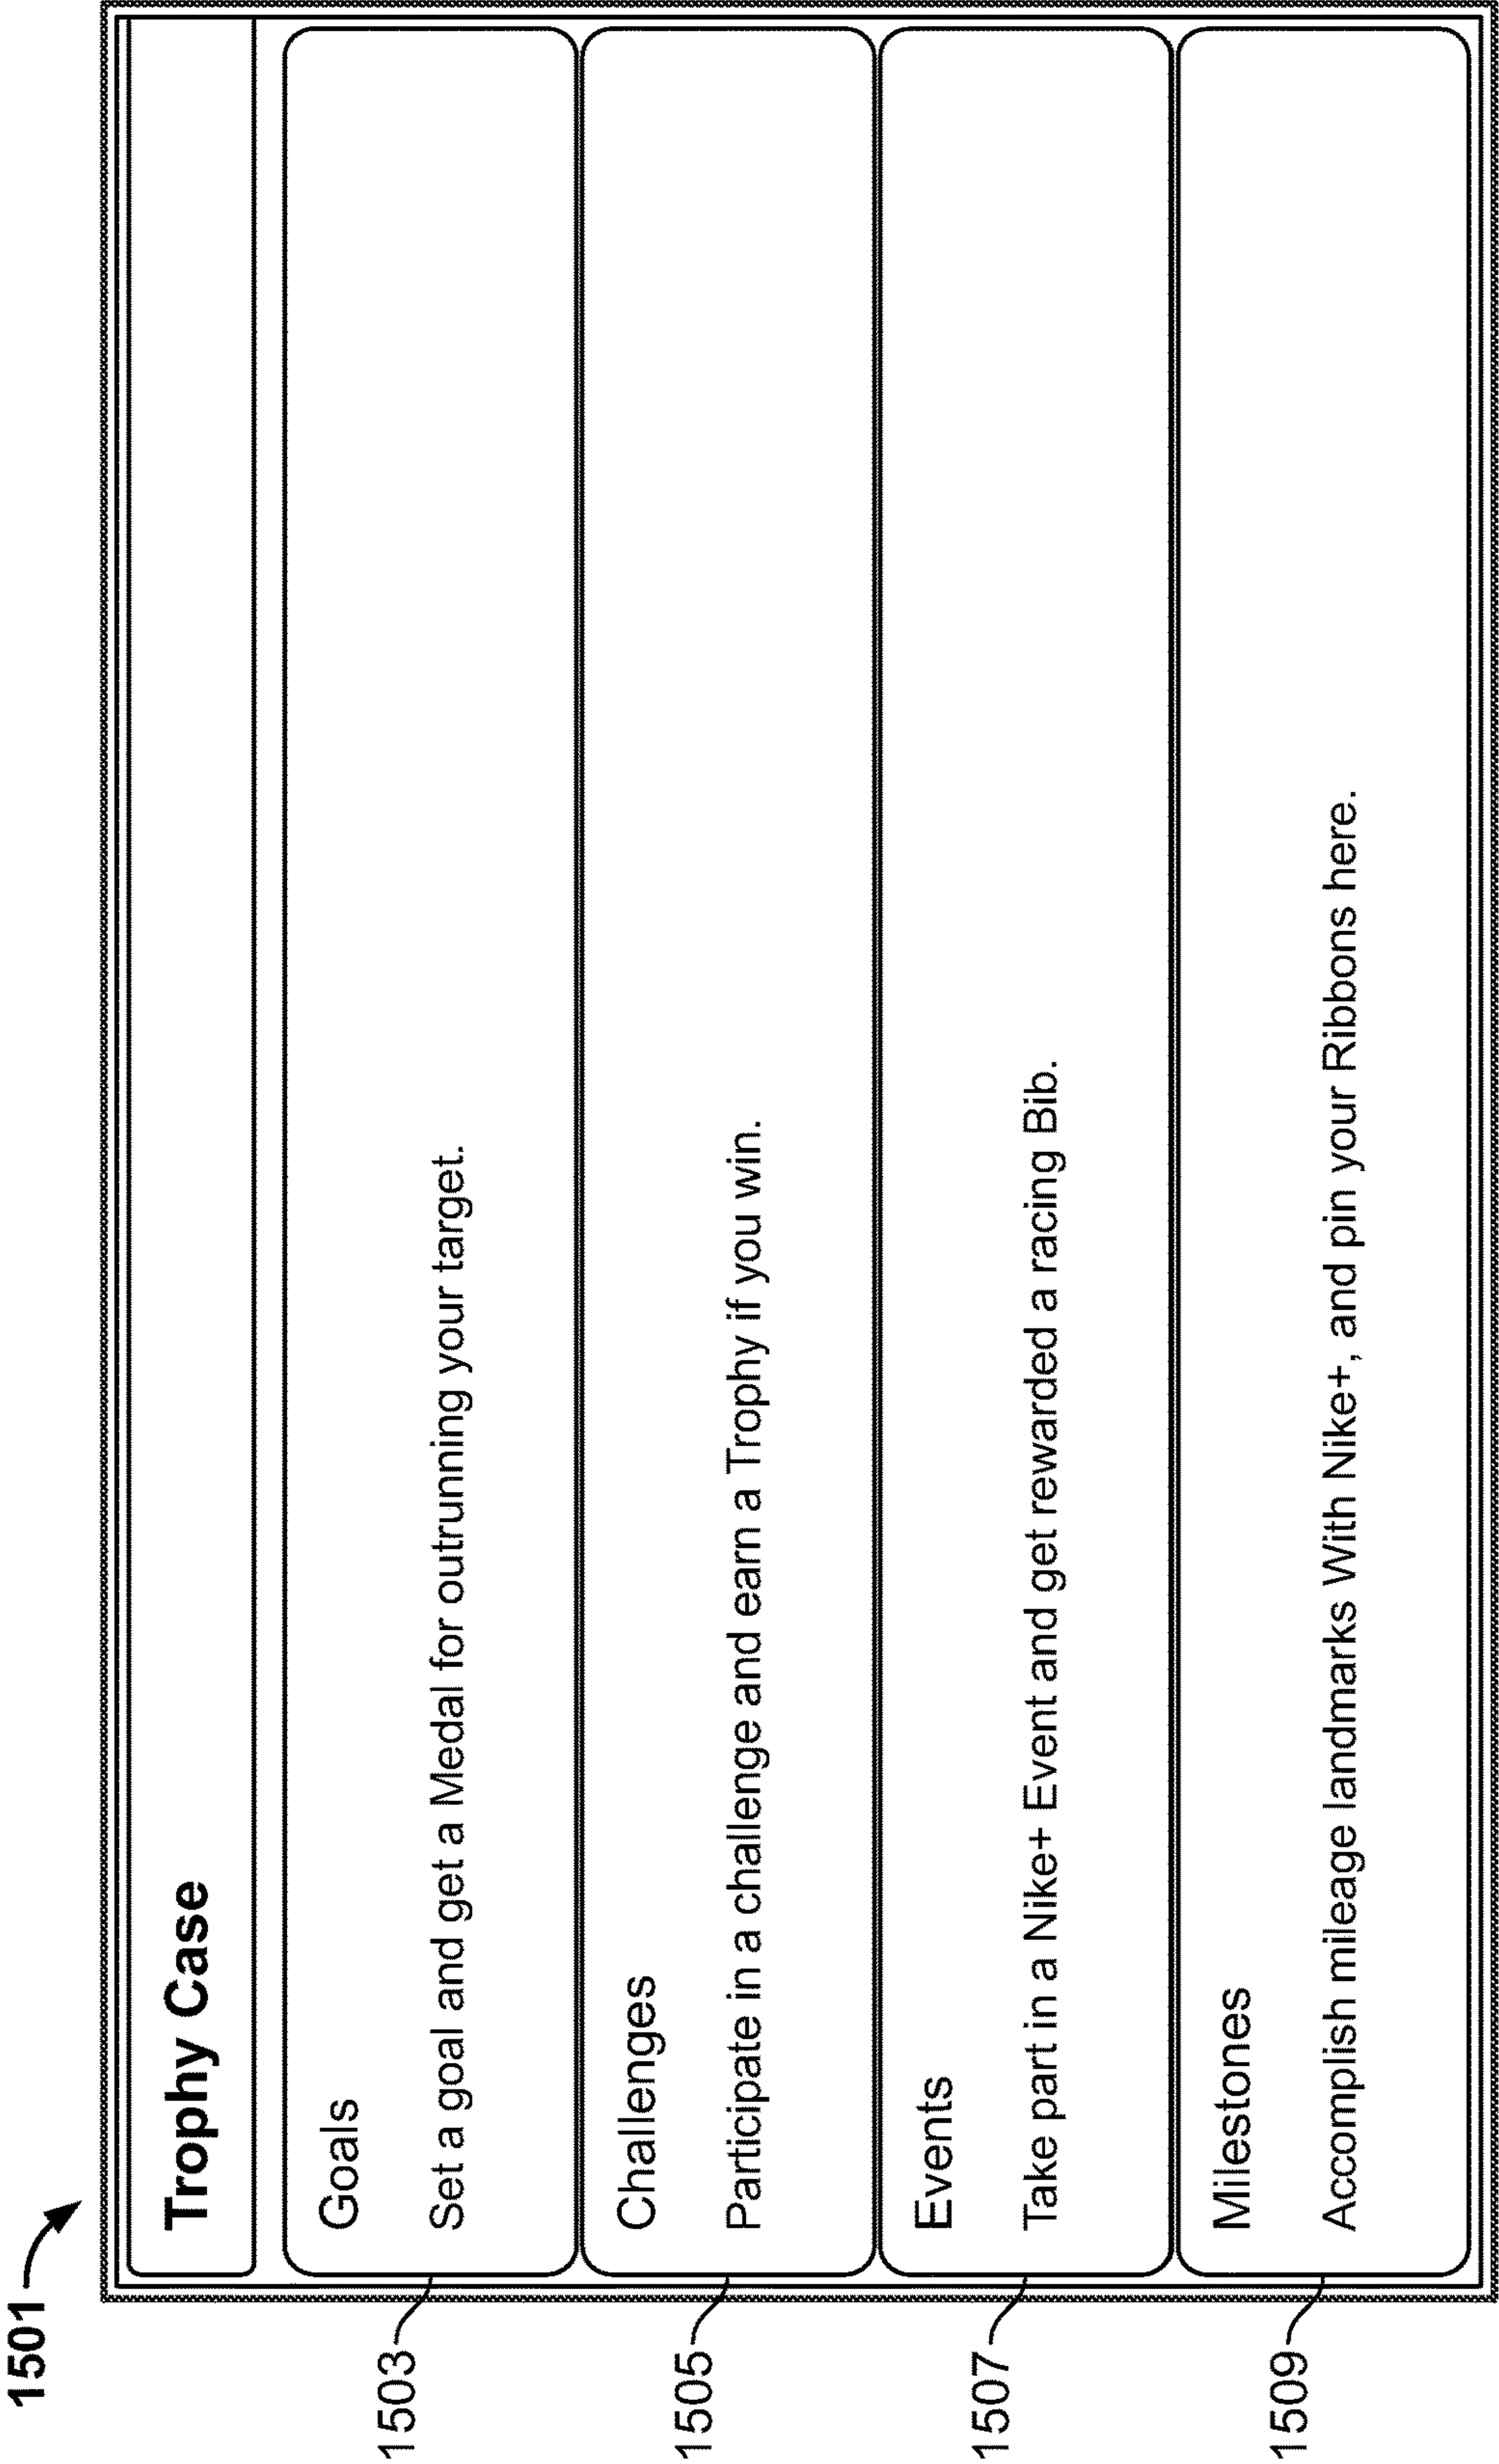 1501
Trophy Case
1503
Goals
Set a goal and get a Medal for outrunning your target.
1505
Challenges
Participate in a challenge and earn a Trophy if you win.
1507
Events
Take part in a Nike+ Event and get rewarded a racing Bib.
1509
Milestones
Accomplish mileage landmarks With Nike+, and pin your Ribbons here.